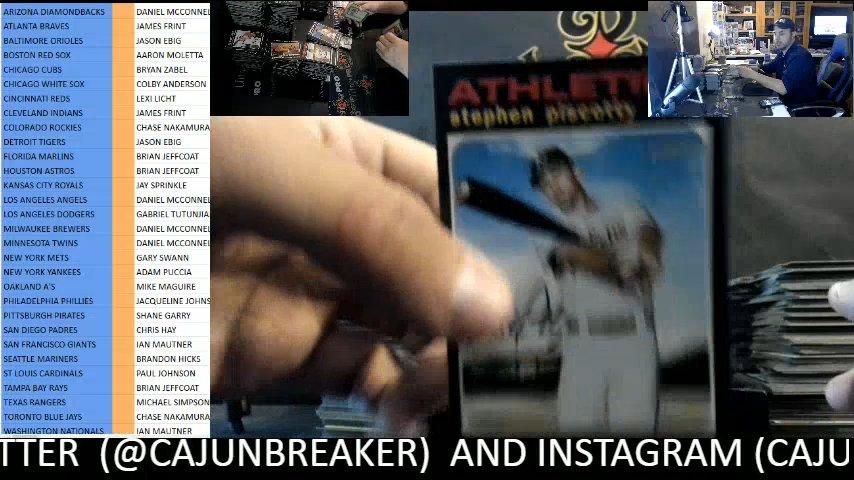 ARIZONA DIAMONDBACKS DANIEL MCCONNEL
ATLANTA BRAVES JAMES FRINT
BALTIMORE ORIOLES JASON EBIG
BOSTON RED SOX AARON MOLETTA
CHICAGO CUBS BRYAN ZABEL
CHICAGO WHITE SOX COLBY ANDERSON
CINCINNATI REDS LEXI LICHT
CLEVELAND INDIANS JAMES FRINT
COLORADO ROCKIES CHASE NAKAMURA
DETROIT TIGERS JASON EBIG
FLORIDA MARLINS BRIAN JEFFCOAT
HOUSTON ASTROS BRIAN JEFFCOAT
KANSAS CITY ROYALS JAY SPRINKLE
LOS ANGELES ANGELS DANIEL MCCONNEL
LOS ANGELES DODGERS GABRIEL TUTUNJIA
MILWAUKEE BREWERS DANIEL MCCONNEL
MINNESOTA TWINS DANIEL MCCONNEL
NEW YORK METS GARY SWANN
NEW YORK YANKEES ADAM PUCCIA
OAKLAND A'S MIKE MAGUIRE
PHILADELPHIA PHILLIES JACQUELINE JOHNS
PITTSBURGH PIRATES SHANE GARRY
SAN DIEGO PADRES CHRIS HAY
SAN FRANCISCO GIANTS IAN MAUTNER
SEATTLE MARINERS BRANDON HICKS
ST LOUIS CARDINALS PAUL JOHNSON
TAMPA BAY RAYS BRIAN JEFFCOAT
TEXAS RANGERS MICHAEL SIMPSON
TORONTO BLUE JAYS CHASE NAKAMURA
WASHINGTON NATIONALS IAN MAUTNER
ATHLETI
stephen piscotty
TTER (@CAJUNBREAKER) AND INSTAGRAM (CAJU